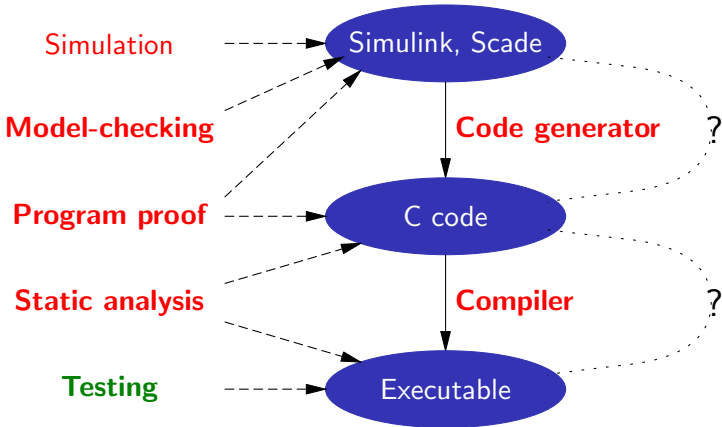 Simulation
Simulink, Scade
Model-checking
Code generator
?
Program proof
C code
Static analysis
Compiler
?
Testing
Executable